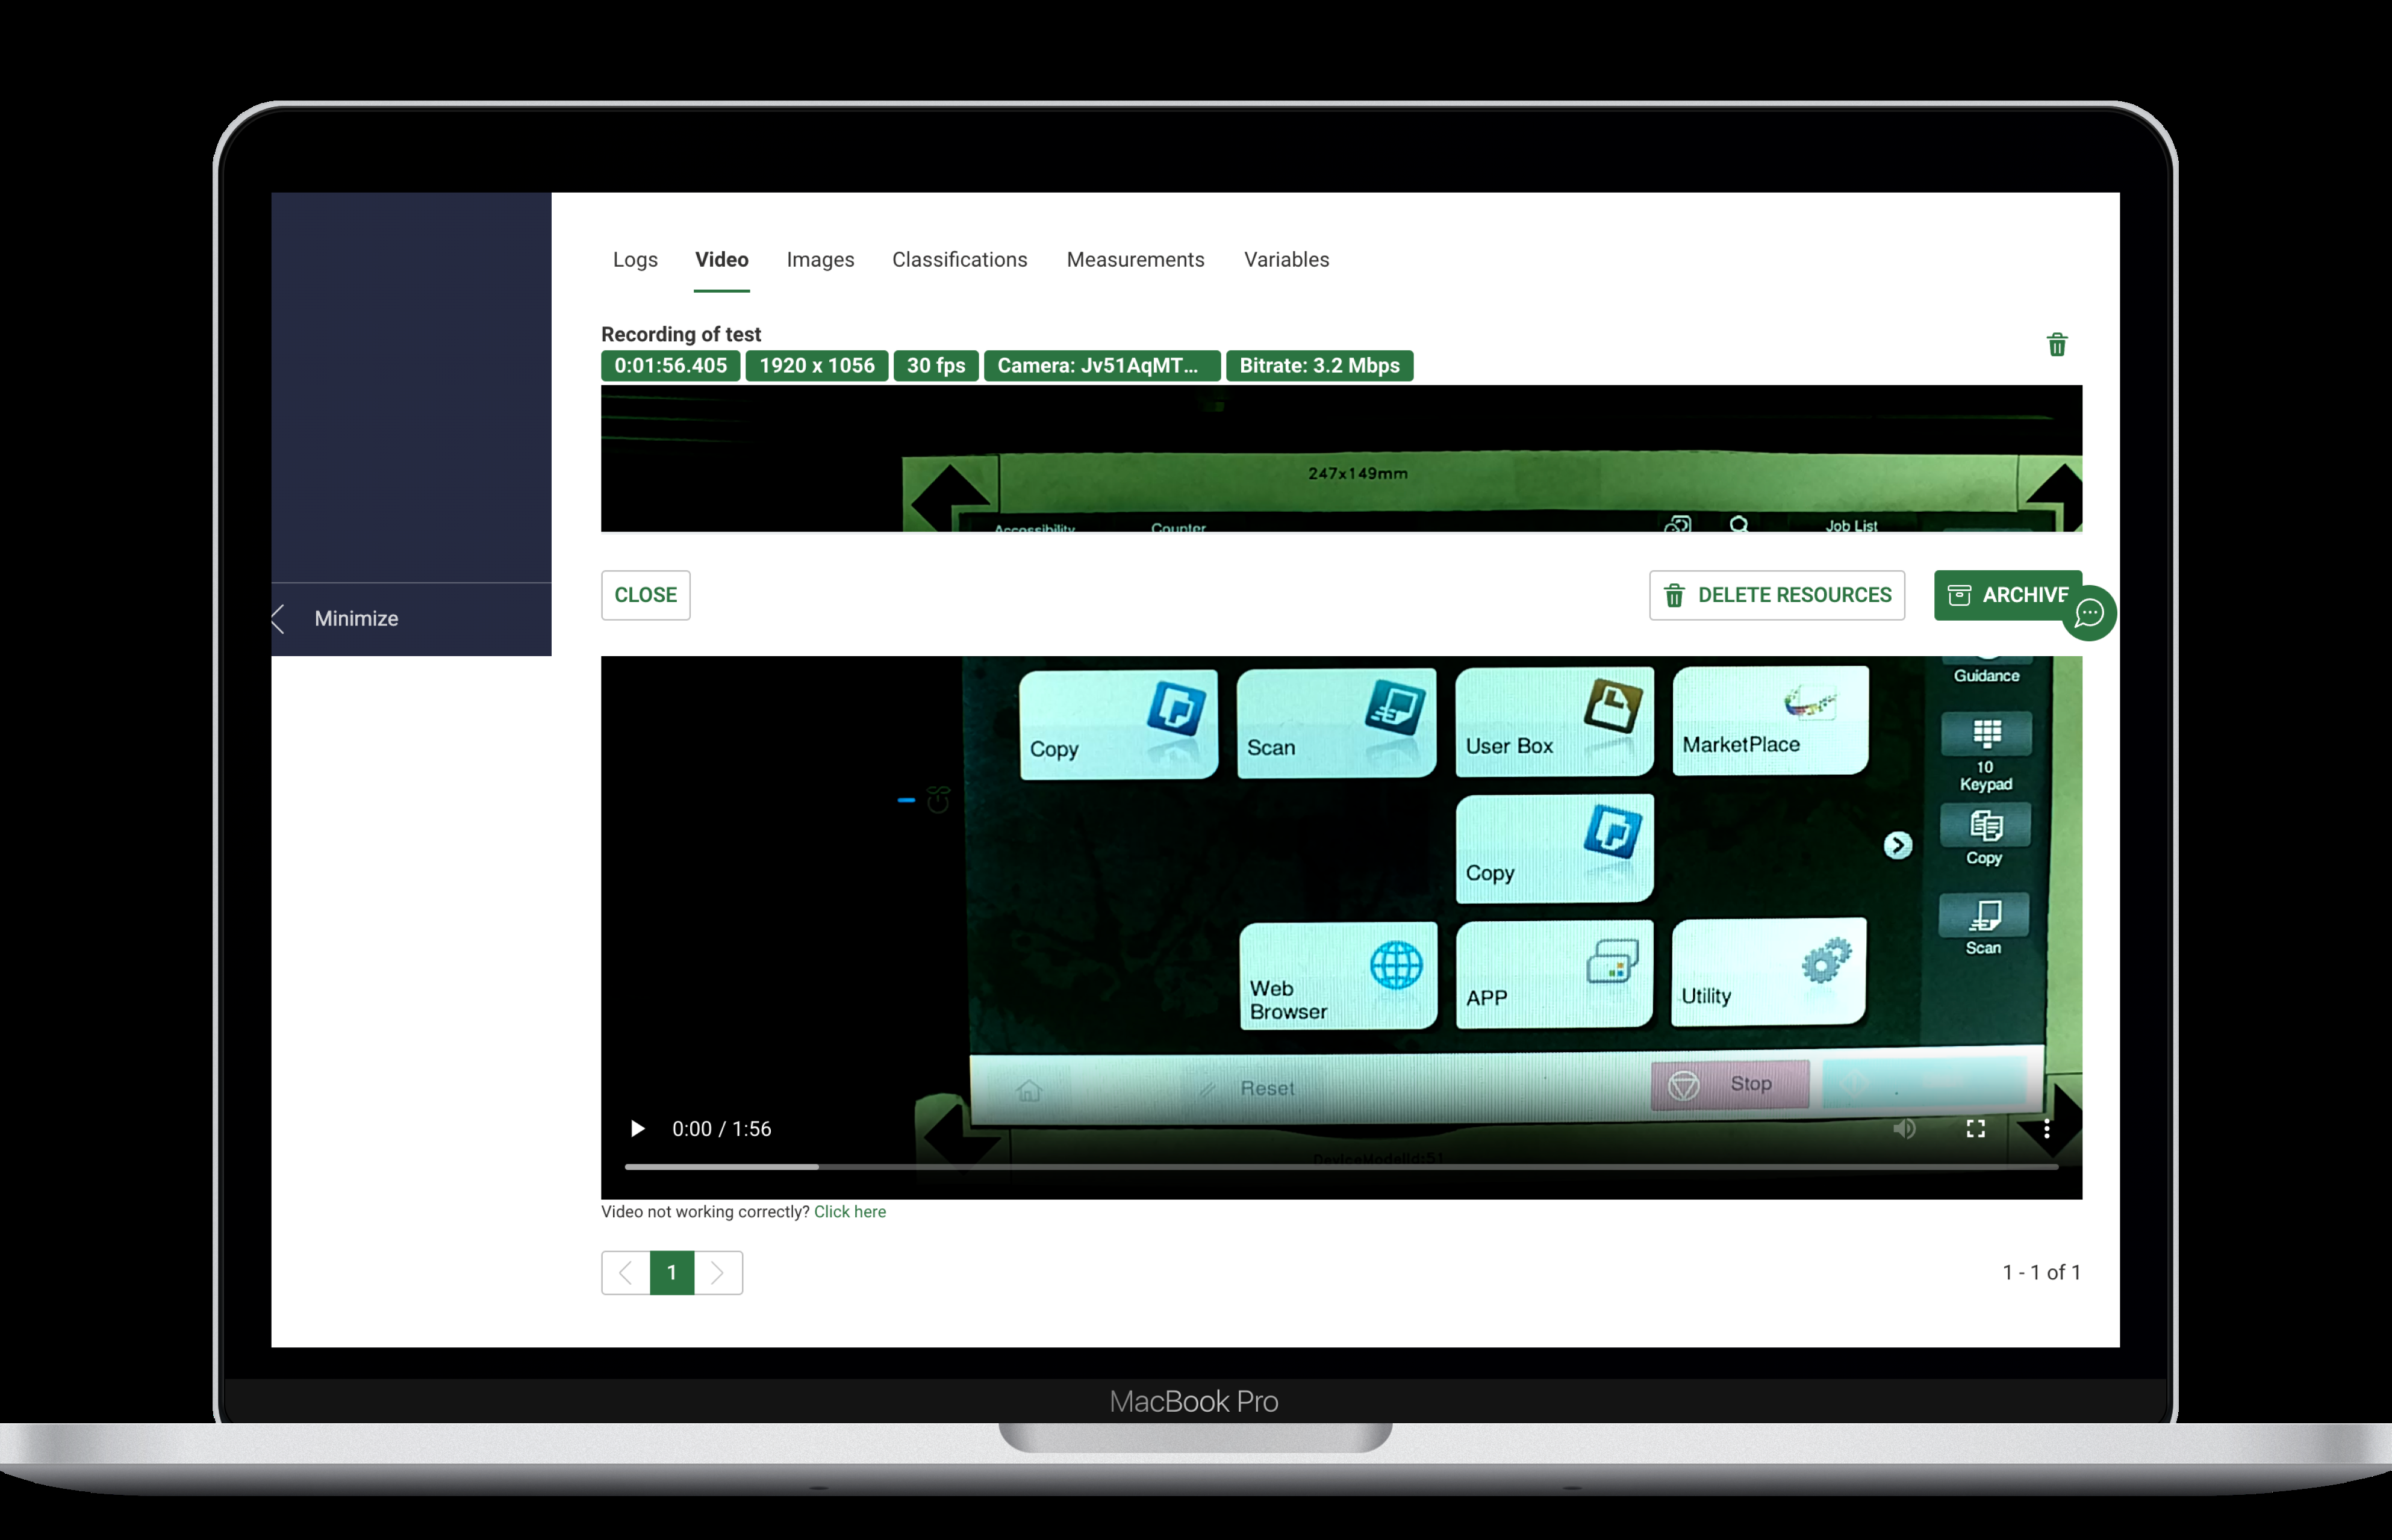 Logs Video Images Classifications Measurements Variables
Recording of test
0:01:56.405 1920 x 1056 30 fps Camera: Jv51AqMT... Bitrate: 3.2 Mbps
247x149mm
Accessibility Counter Job List
CLOSE DELETE RESOURCES ARCHIVE
Minimize
Guidance
Copy Scan User Box MarketPlace
10
Keypad
Copy
Copy
Scan
Web
Browser
APP
Utility
Reset Stop
0:00 / 1:56
DeviceModelId:51
Video not working correctly? Click here
1
1 - 1 of 1
MacBook Pro